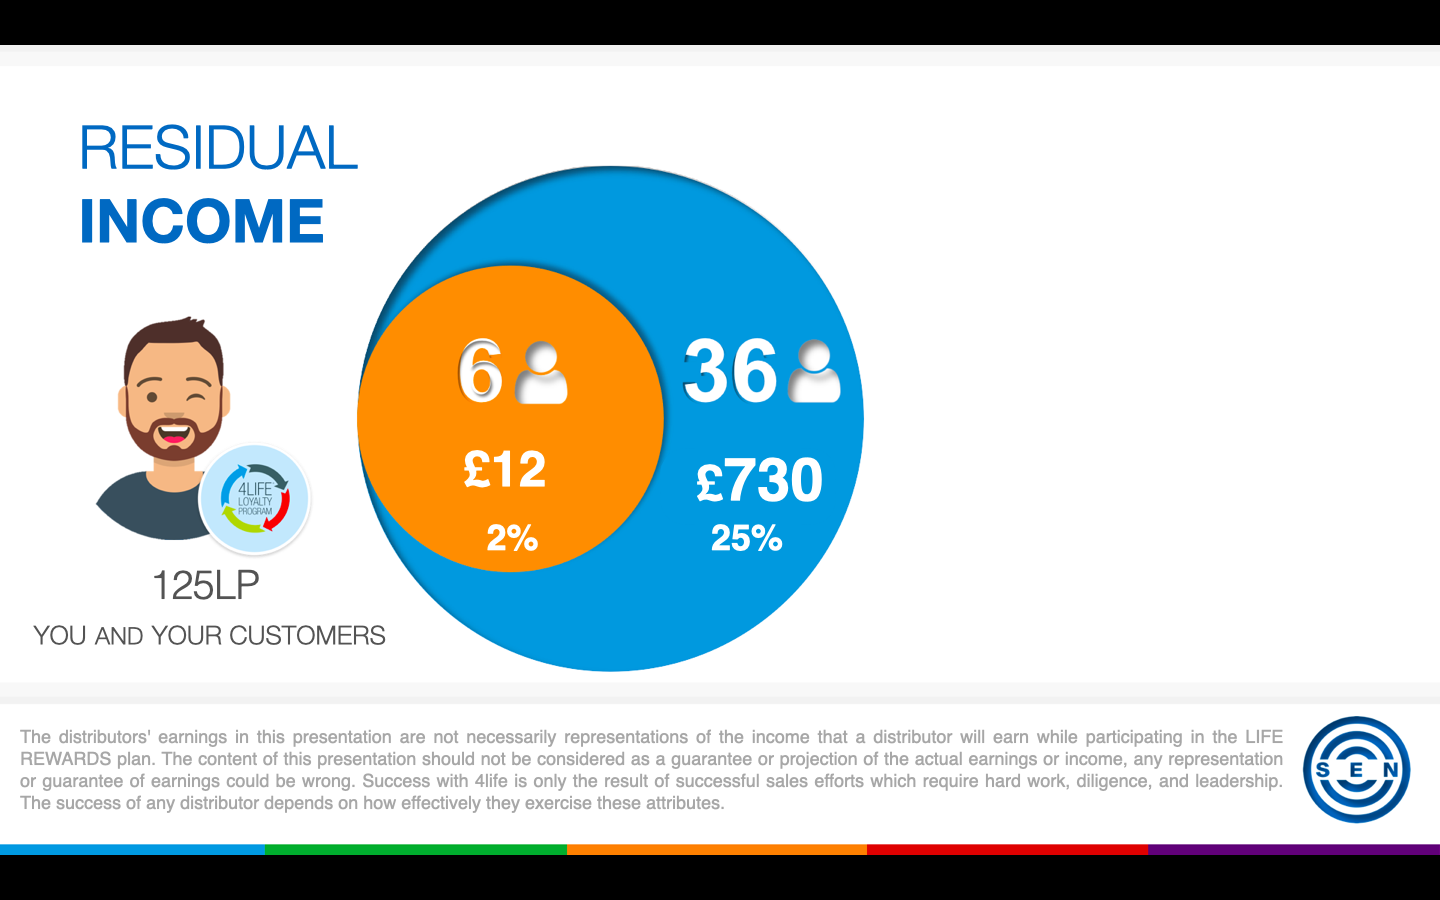 RESIDUAL
INCOME
6
36
£12
£730
2%
25%
4LIFE
LOYALTY
PROGRAM
125LP
YOU AND YOUR CUSTOMERS
The distributors' earnings in this presentation are not necessarily representations of the income that a distributor will earn while participating in the LIFE
REWARDS plan. The content of this presentation should not be considered as a guarantee or projection of the actual earnings or income, any representation
or guarantee of earnings could be wrong. Success with 4life is only the result of successful sales efforts which require hard work, diligence, and leadership.
The success of any distributor depends on how effectively they exercise these attributes.
SEN